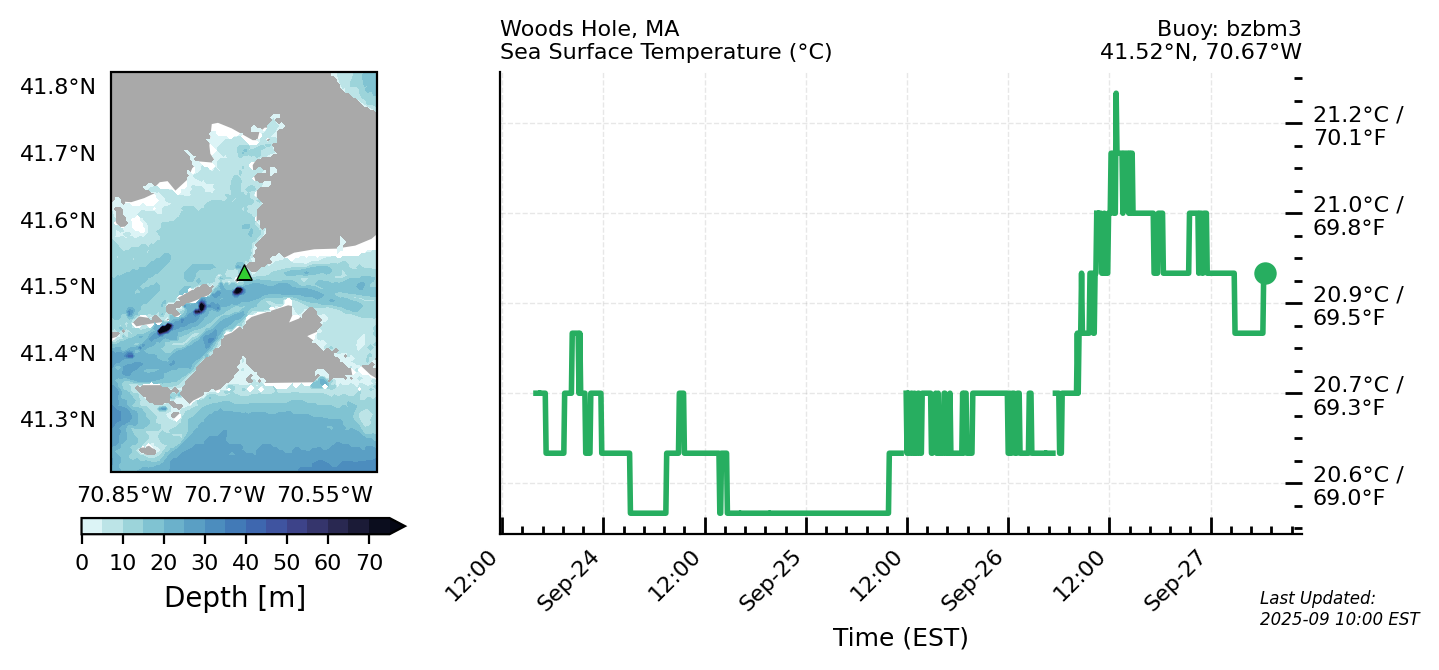 Woods Hole, MA
Sea Surface Temperature (°C)
Buoy: bzbm3
41.52°N, 70.67°W
41.8°N
41.7°N
41.6°N
41.5°N
41.4°N
41.3°N
70.85°W 70.7°W 70.55°W
0 10 20 30 40 50 60 70
Depth [m]
21.2°C /
70.1°F
21.0°C /
69.8°F
20.9°C /
69.5°F
20.7°C /
69.3°F
20.6°C /
69.0°F
12:00 Sep-24 12:00 Sep-25 12:00 Sep-26 12:00 Sep-27
Time (EST)
Last Updated:
2025-09 10:00 EST